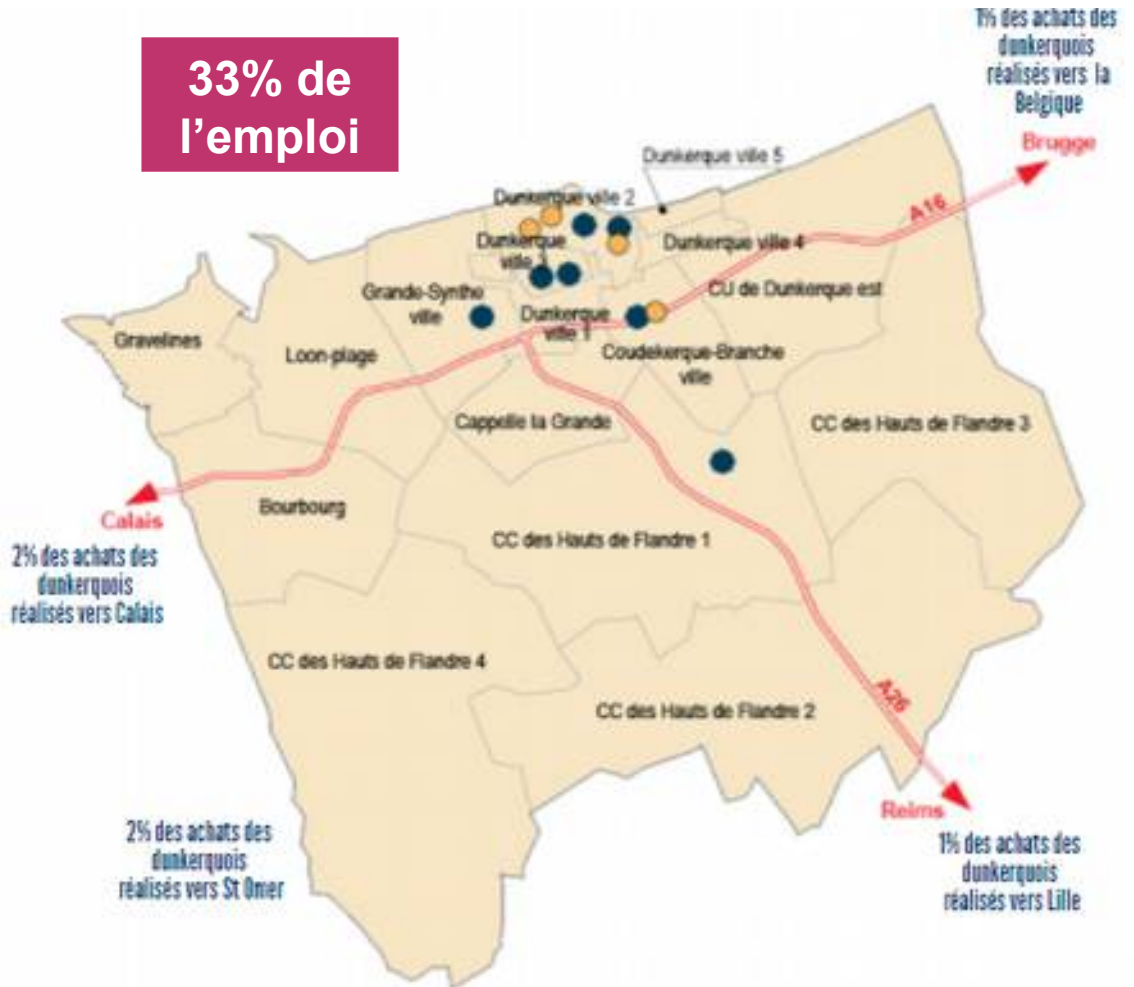 1% des achats des
dunkerquois
réalisés vers la
Belgique
33% de
l'emploi
Brugge
Dunkerque ville 5
A16
Dunkerque ville 2
Dunkerque
ville
Dunkerque ville 4
CU de Dunkerque est
Grande-Synthe
ville
Dunkerque
ville 1
Gravelines
Loon-plage
Coudekerque-Branche
ville
Cappelle la Grande
CC des Hauts de Flandre 3
Bourbourg
Calais
2% des achats des
dunkerquois
réalisés vers Calais
CC des Hauts de Flandre 1
CC des Hauts de Flandre 4
A26
CC des Hauts de Flandre 2
Reims
2% des achats des
dunkerquois
réalisés vers St Omer
1% des achats des
dunkerquois
réalisés vers Lille